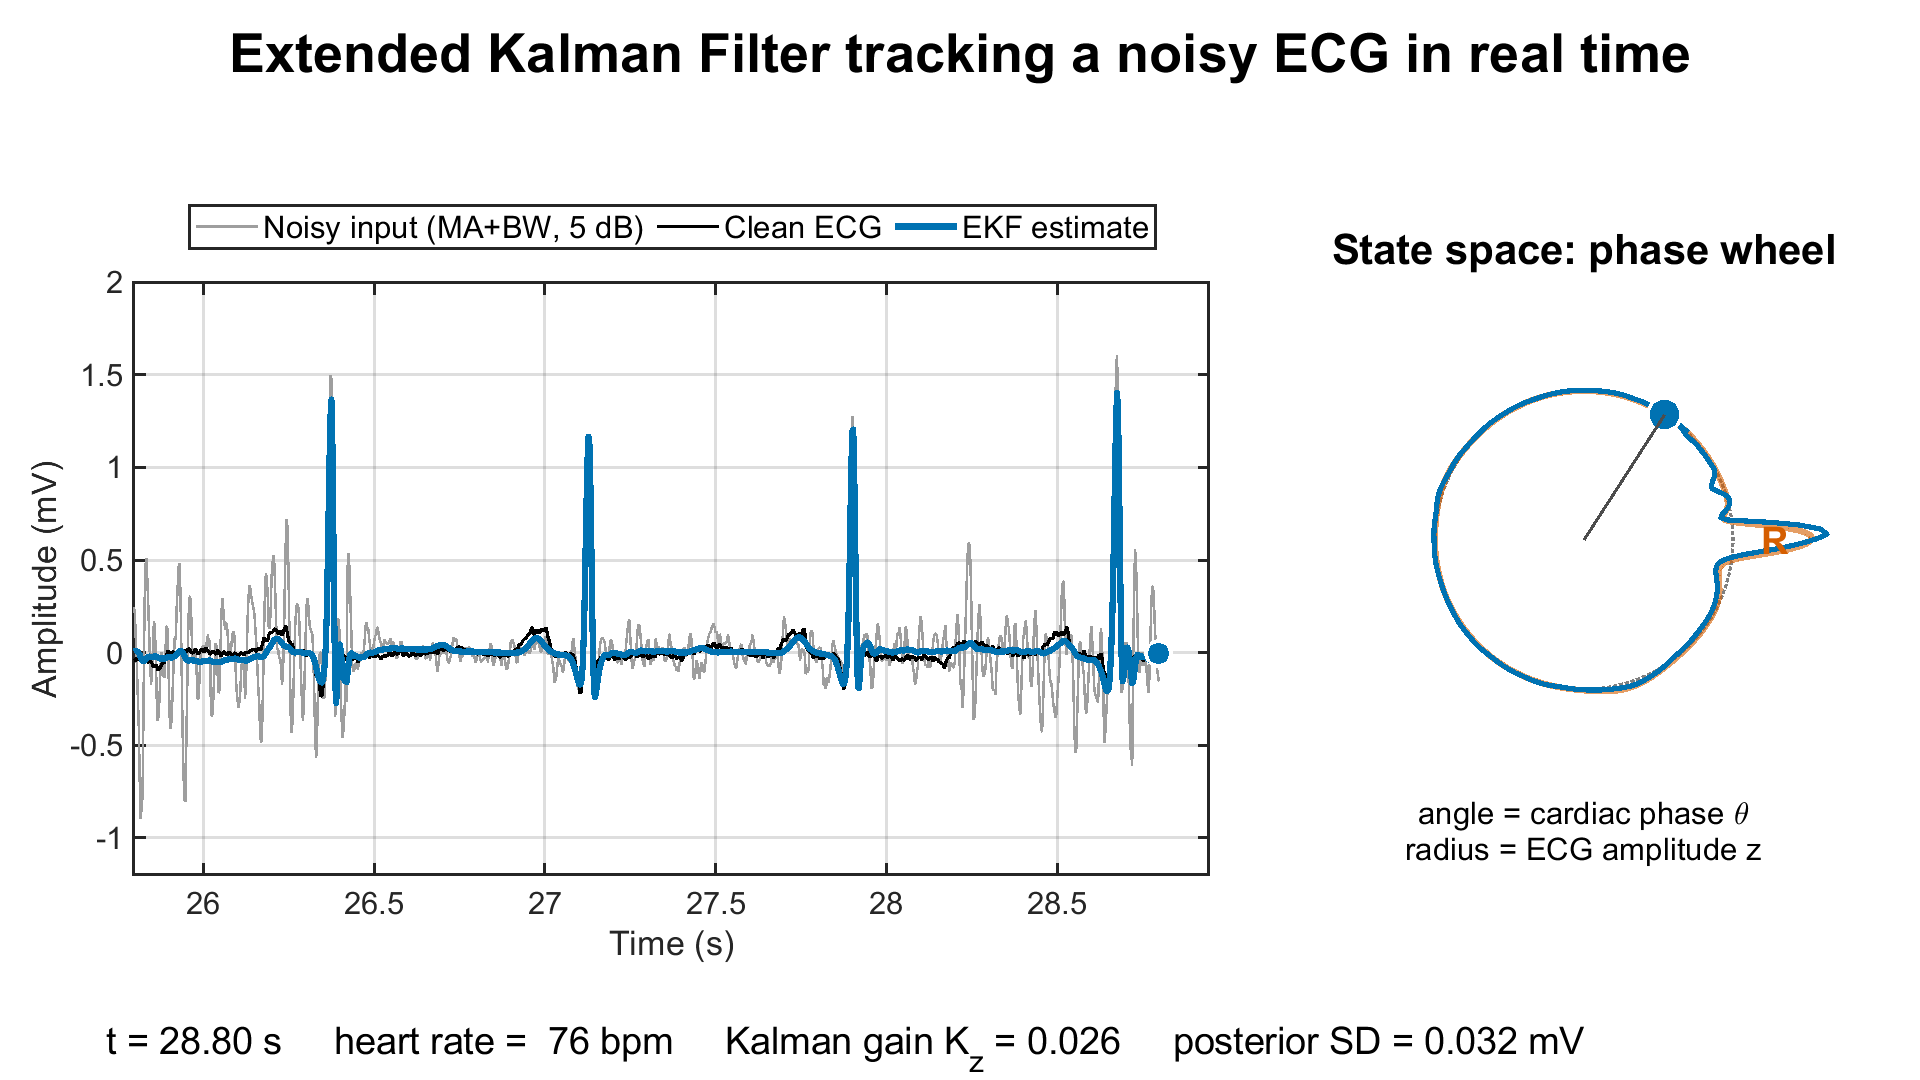 Extended Kalman Filter tracking a noisy ECG in real time
Noisy input (MA+BW, 5 dB) Clean ECG EKF estimate
State space: phase wheel
2
1.5
1
0.5
0
-0.5
-1
Amplitude (mV)
26 26.5 27 27.5 28 28.5
Time (s)
R
angle = cardiac phase θ
radius = ECG amplitude z
t = 28.80 s heart rate = 76 bpm Kalman gain K_z = 0.026 posterior SD = 0.032 mV